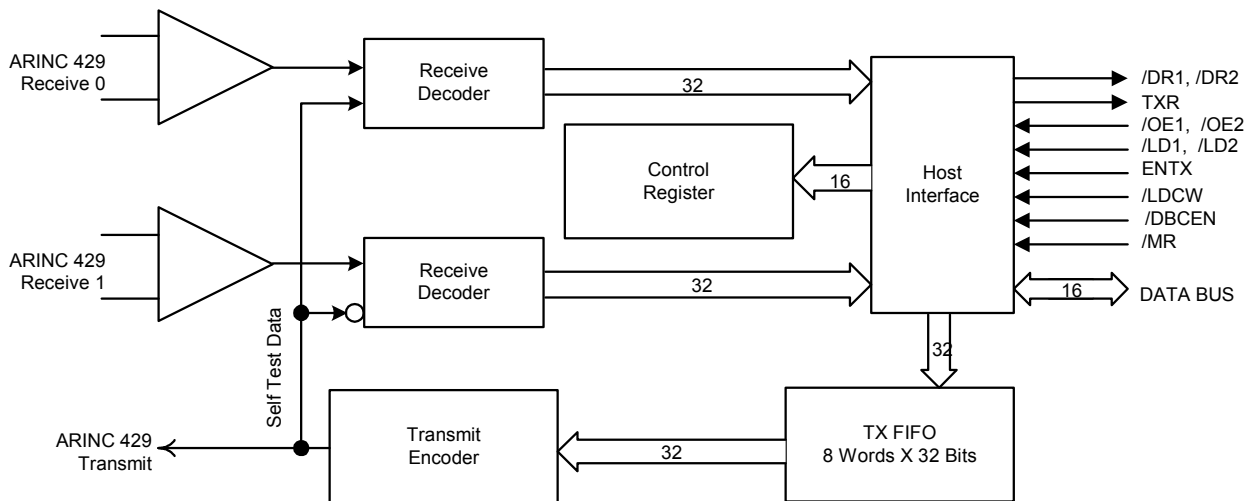 ARINC 429
Receive 0
Receive
Decoder
32
/DR1, /DR2
TXR
/OE1, /OE2
/LD1, /LD2
ENTX
/LDCW
/DBCEN
/MR
Control
Register
16
Host
Interface
ARINC 429
Receive 1
Receive
Decoder
32
16
DATA BUS
Self Test Data
32
ARINC 429
Transmit
Transmit
Encoder
32
TX FIFO
8 Words X 32 Bits